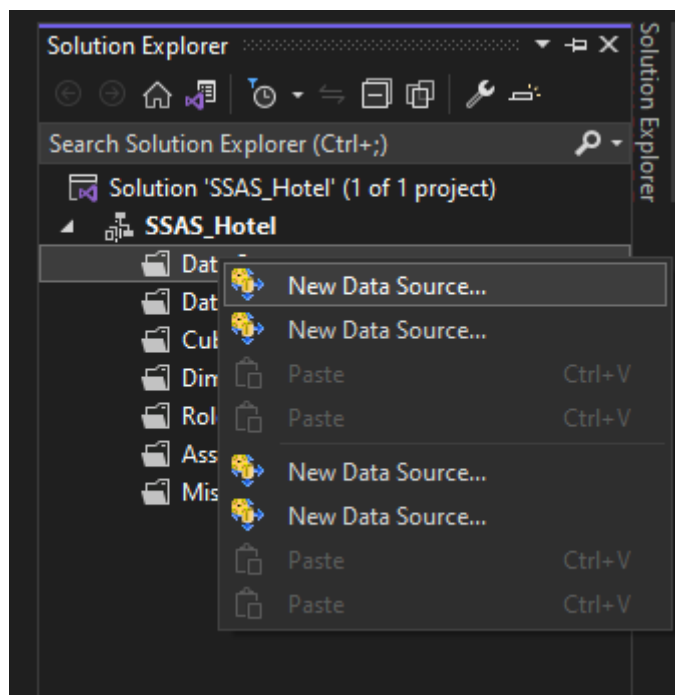 Solution Explorer
Search Solution Explorer (Ctrl+;)
Solution 'SSAS_Hotel' (1 of 1 project)
SSAS_Hotel
Dat
New Data Source...
Dat
New Data Source...
Cul
Paste Ctrl+V
Dim
Rol
Paste Ctrl+V
Ass
New Data Source...
Mis
New Data Source...
Paste Ctrl+V
Paste Ctrl+V
Solution Explorer